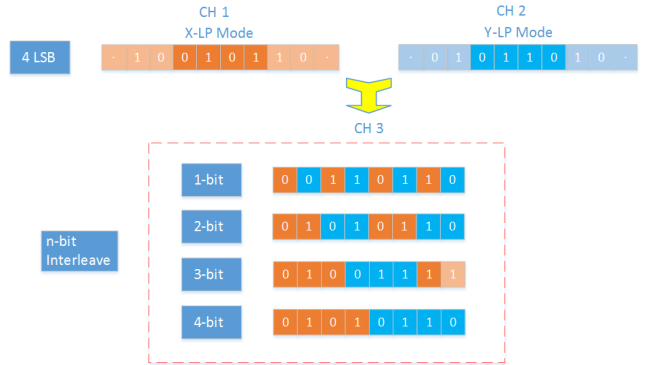 CH 1
CH 2
X-LP Mode
Y-LP Mode
4 LSB
· 1 0 0 1 0 1 1 0 ·
· 0 1 0 1 1 0 1 0 ·
CH 3
1-bit
0 0 1 1 0 1 1 0
2-bit
0 1 0 1 0 1 1 0
n-bit
Interleave
3-bit
0 1 0 0 1 1 1 1
4-bit
0 1 0 1 0 1 1 0